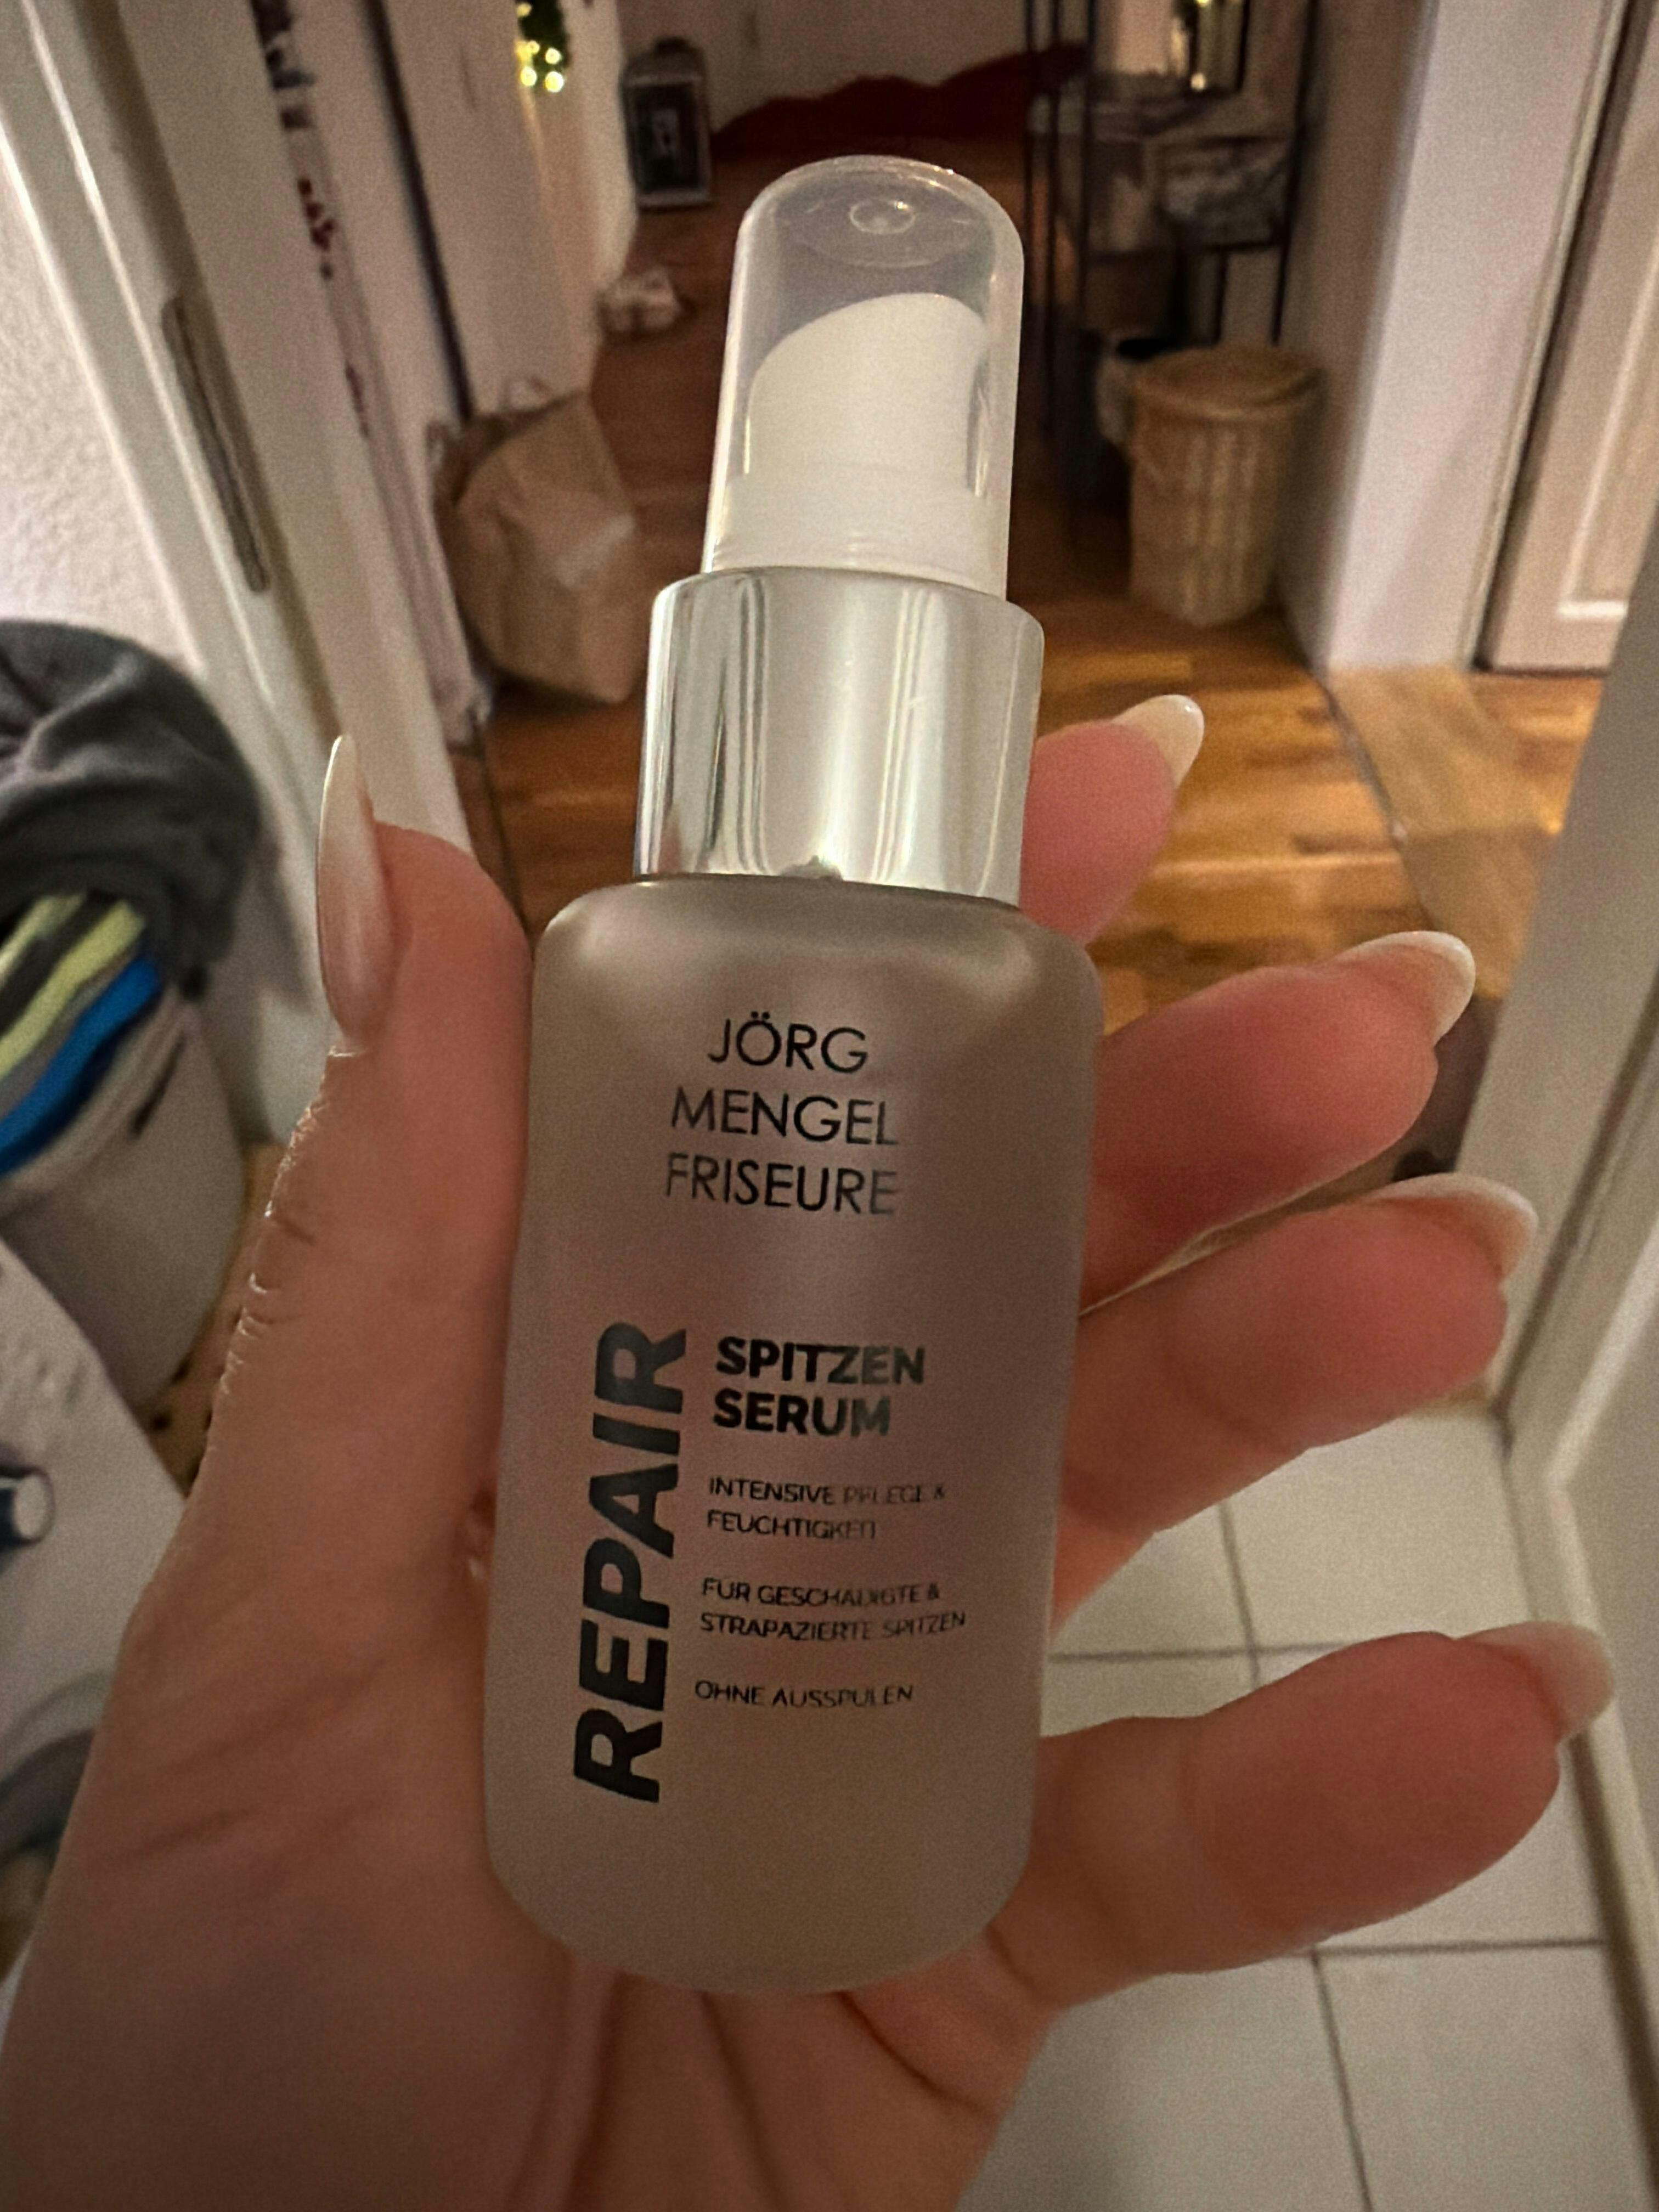 JÖRG
MENGEL
FRISEURE
REPAIR
SPITZEN
SERUM
INTENSIVE PFLEGE &
FEUCHTIGKEIT
FÜR GESCHÄDIGTE &
STRAPAZIERTE SPITZEN
OHNE AUSSPÜLEN